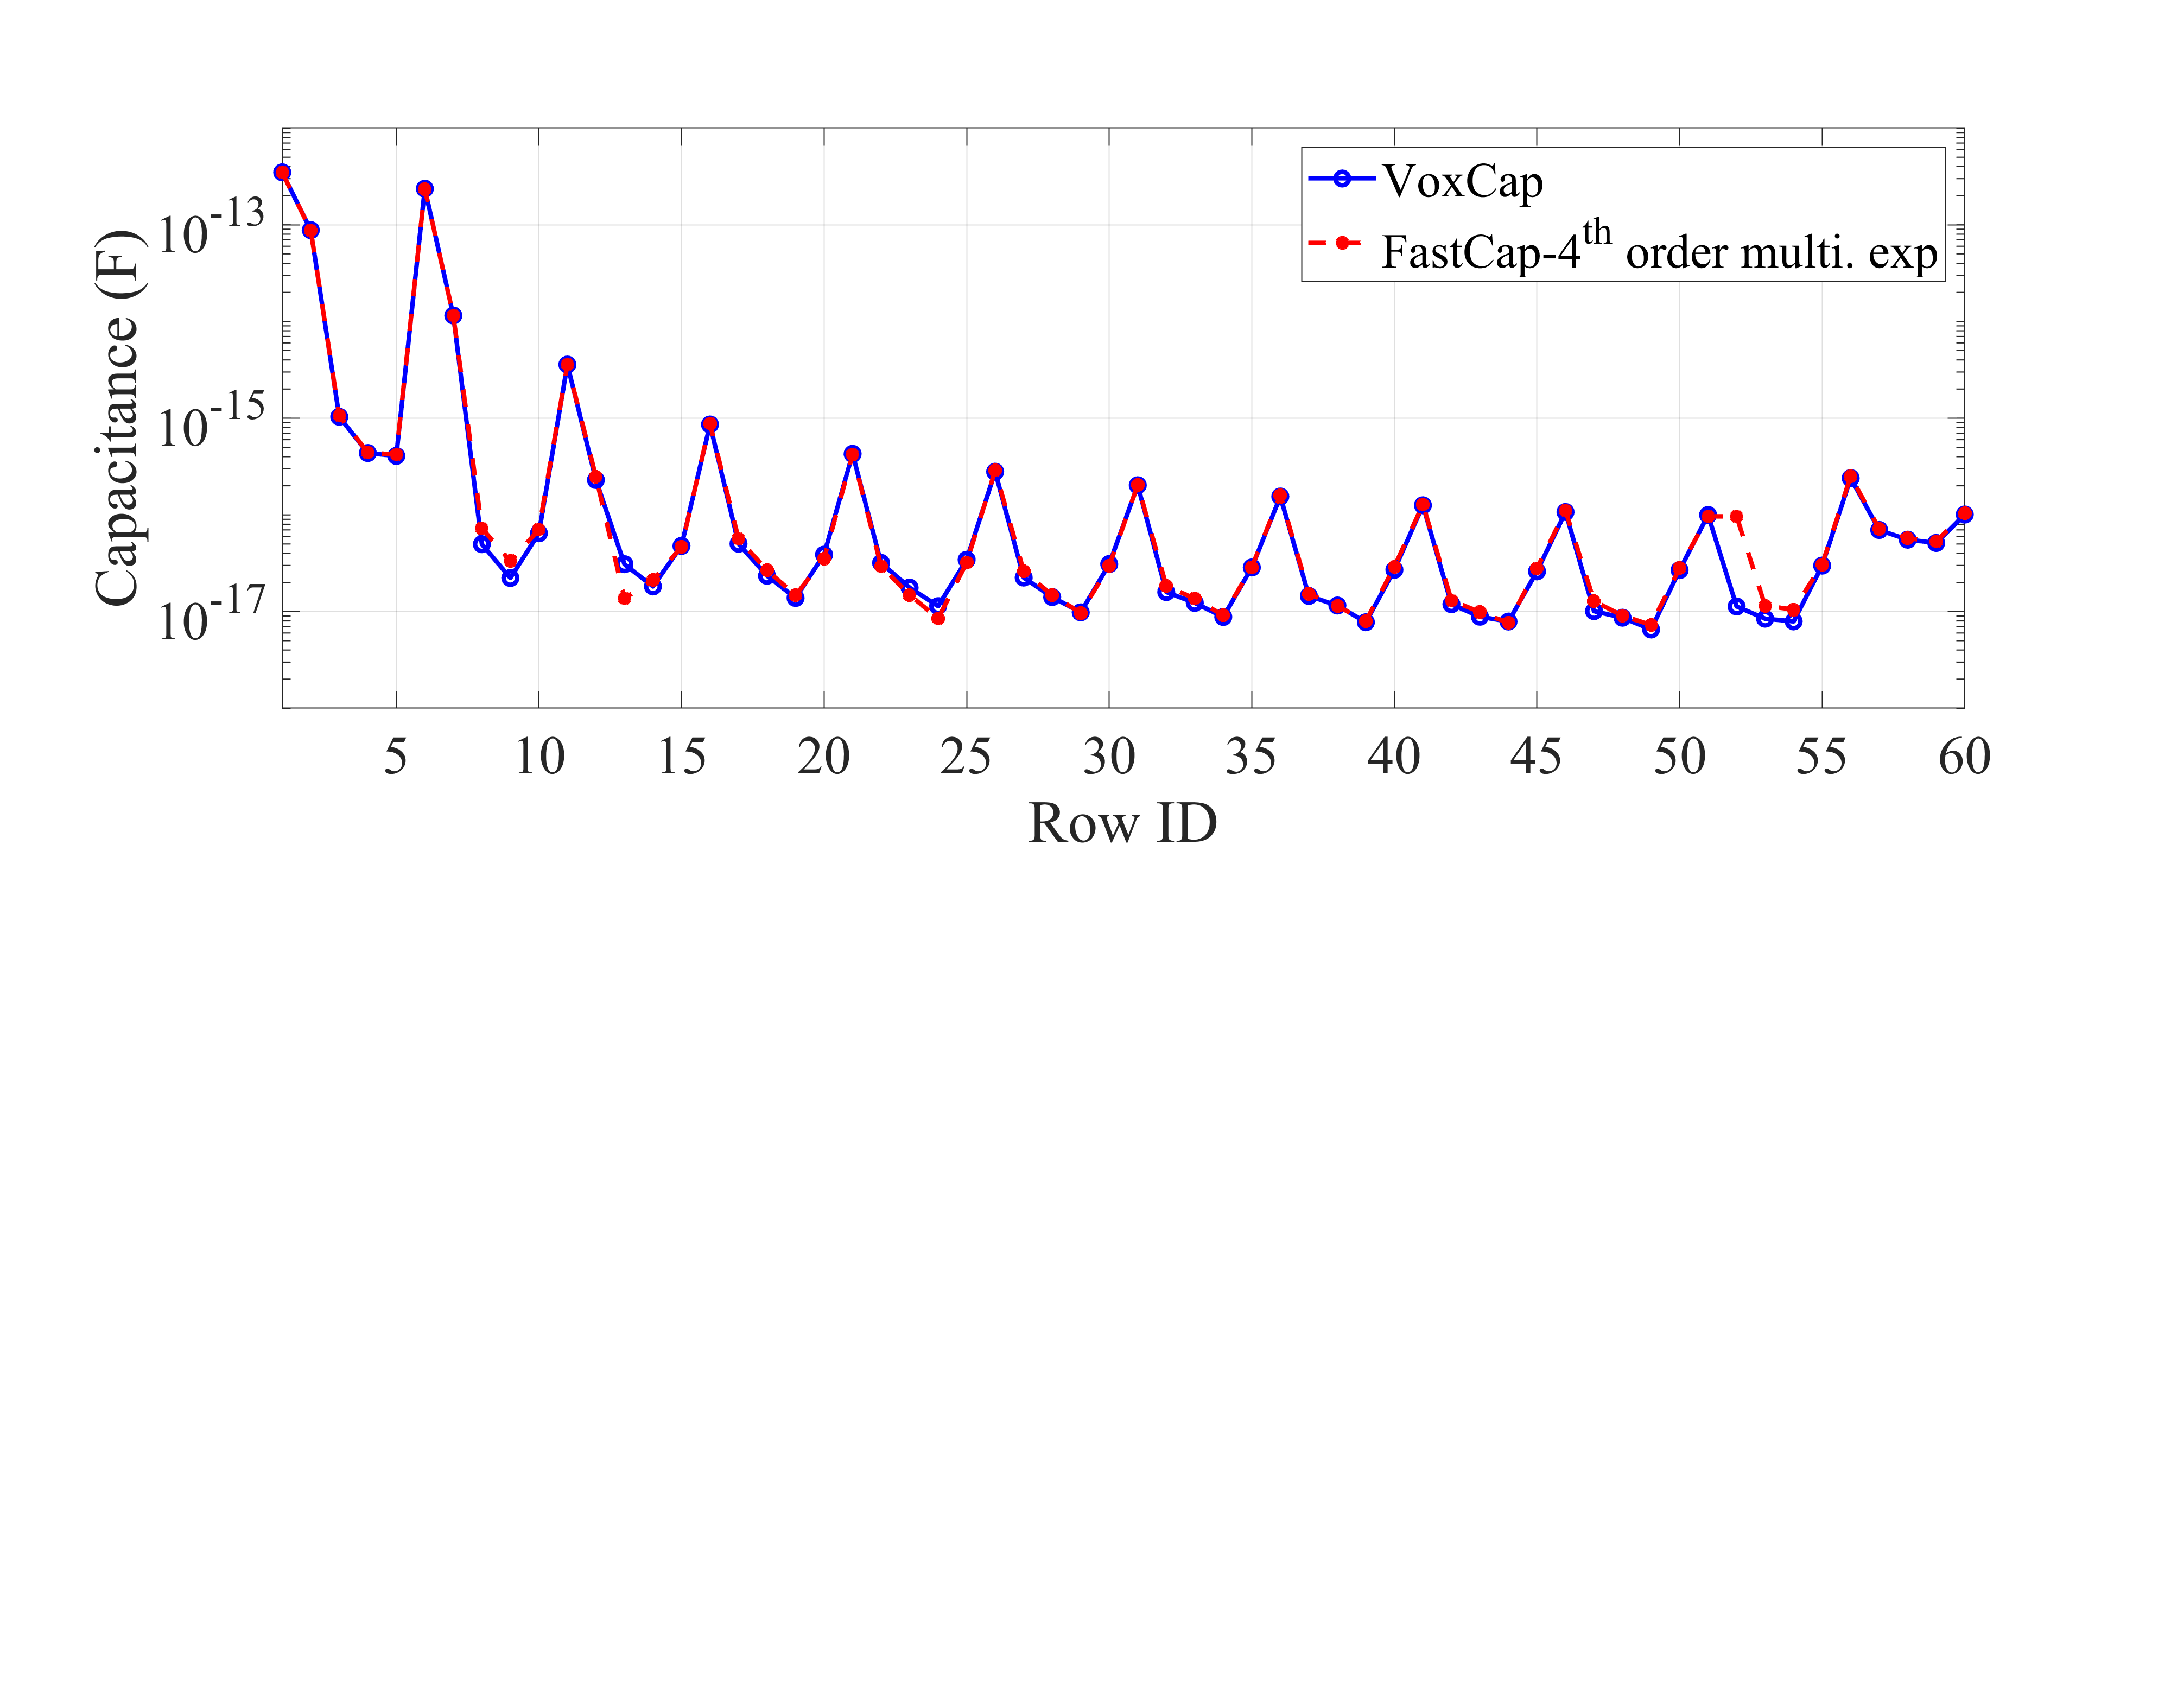 VoxCap
FastCap-4th order multi. exp
Capacitance (F)
10-13
10-15
10-17
5 10 15 20 25 30 35 40 45 50 55 60
Row ID